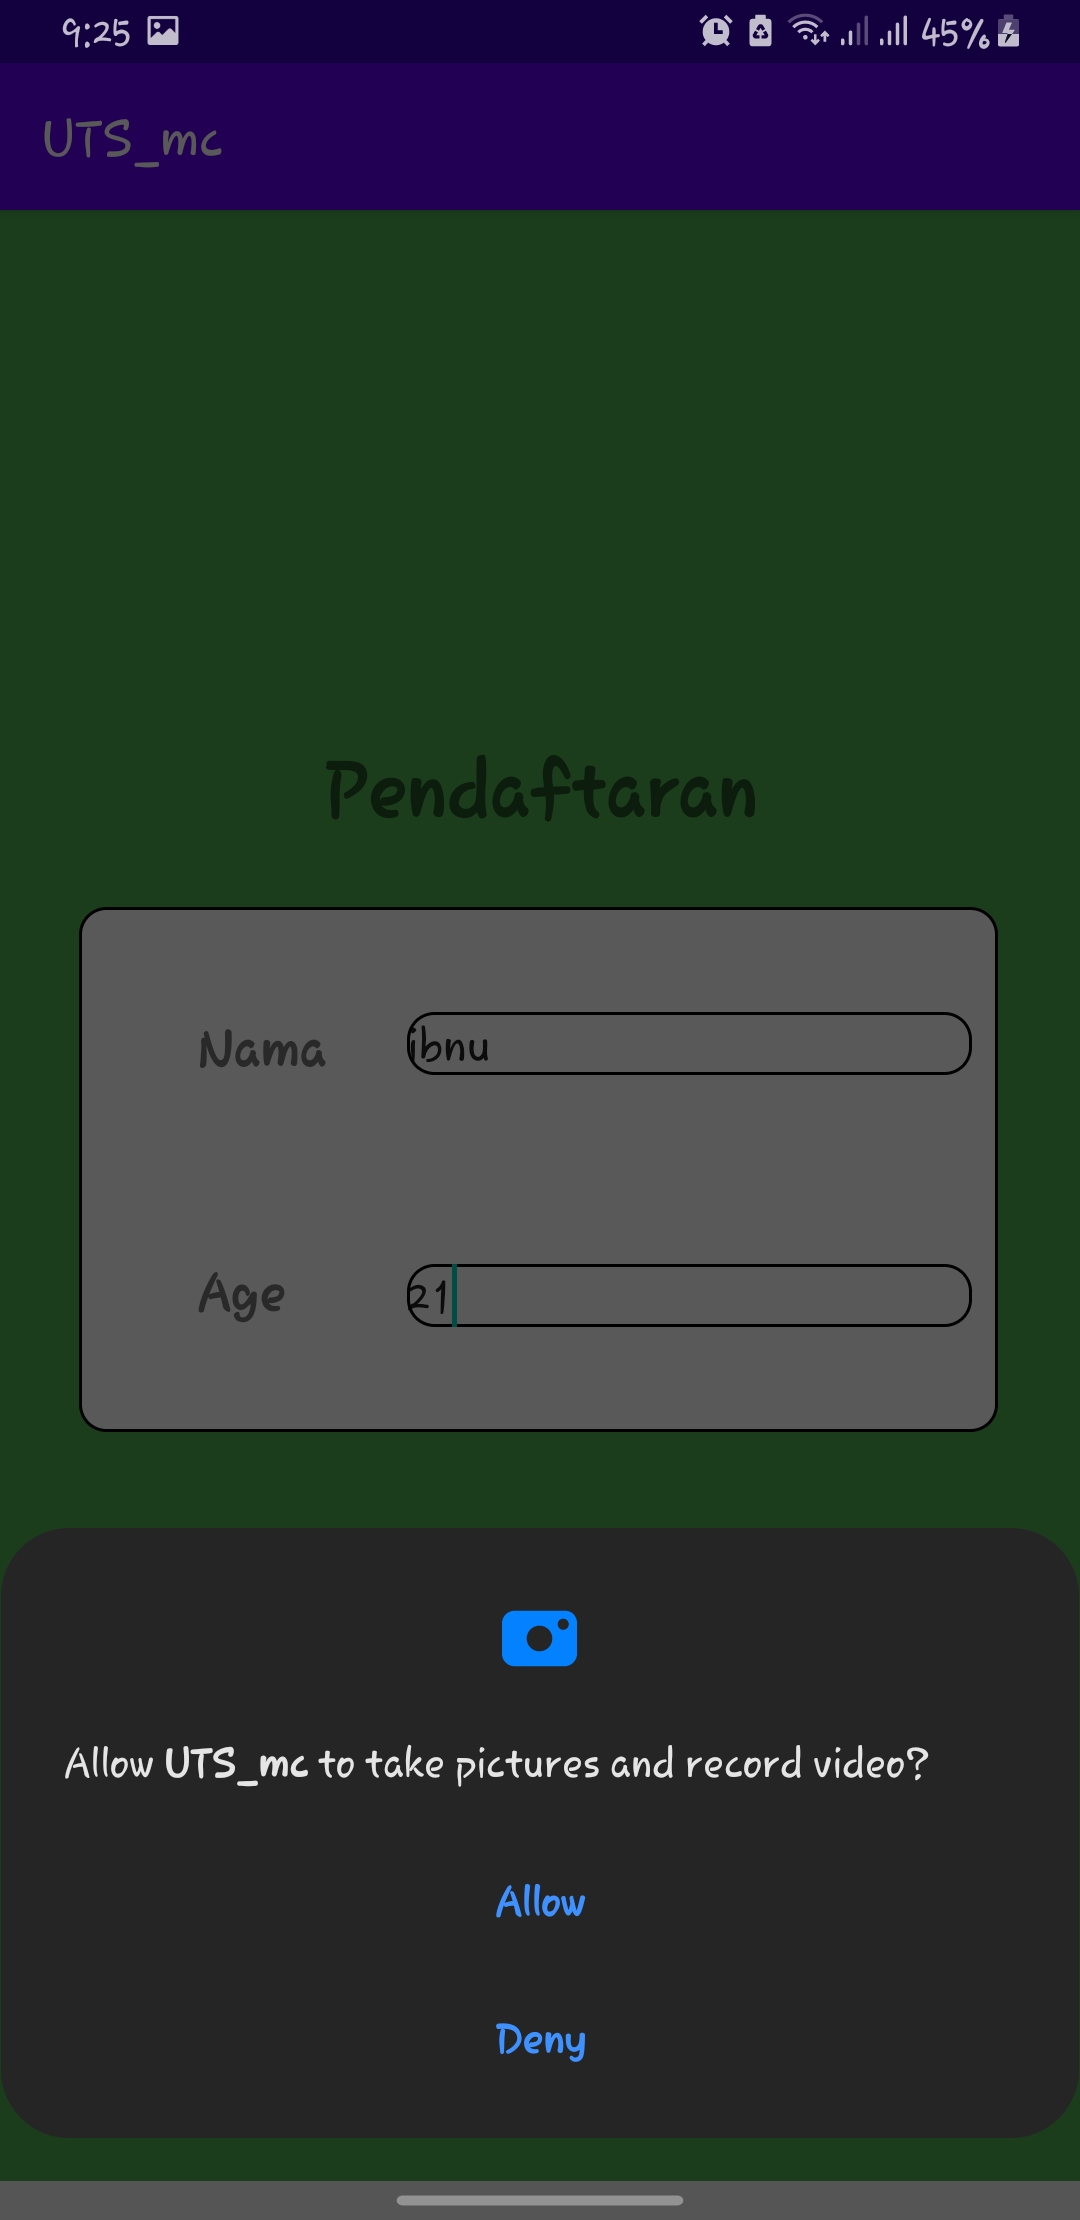 9:25 45%
UTS_mc
Pendaftaran
Nama ibnu
Age 21
Allow UTS_mc to take pictures and record video?
Allow
Deny